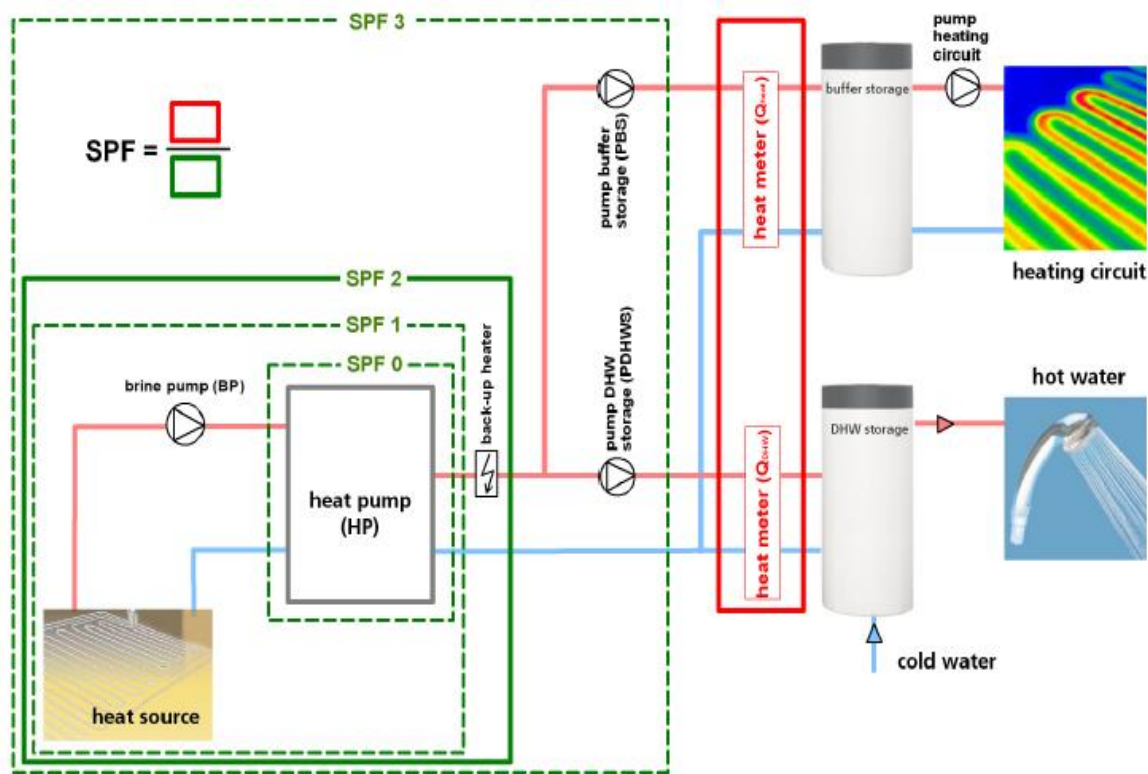 SPF 3
pump
heating
circuit
SPF =
pump buffer
storage (PBS)
heat meter (Qheat)
buffer storage
heating circuit
SPF 2
SPF 1
SPF 0
brine pump (BP)
back-up heater
pump DHW
storage (PDHWS)
heat meter (QDHW)
DHW storage
hot water
heat pump
(HP)
heat source
cold water